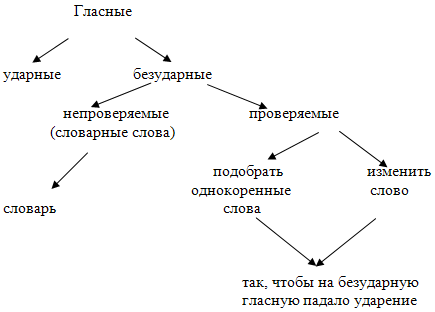 Гласные
ударные
безударные
непроверяемые
(словарные слова)
проверяемые
подобрать
однокоренные
слова
изменить
слово
словарь
так, чтобы на безударную
гласную падало ударение